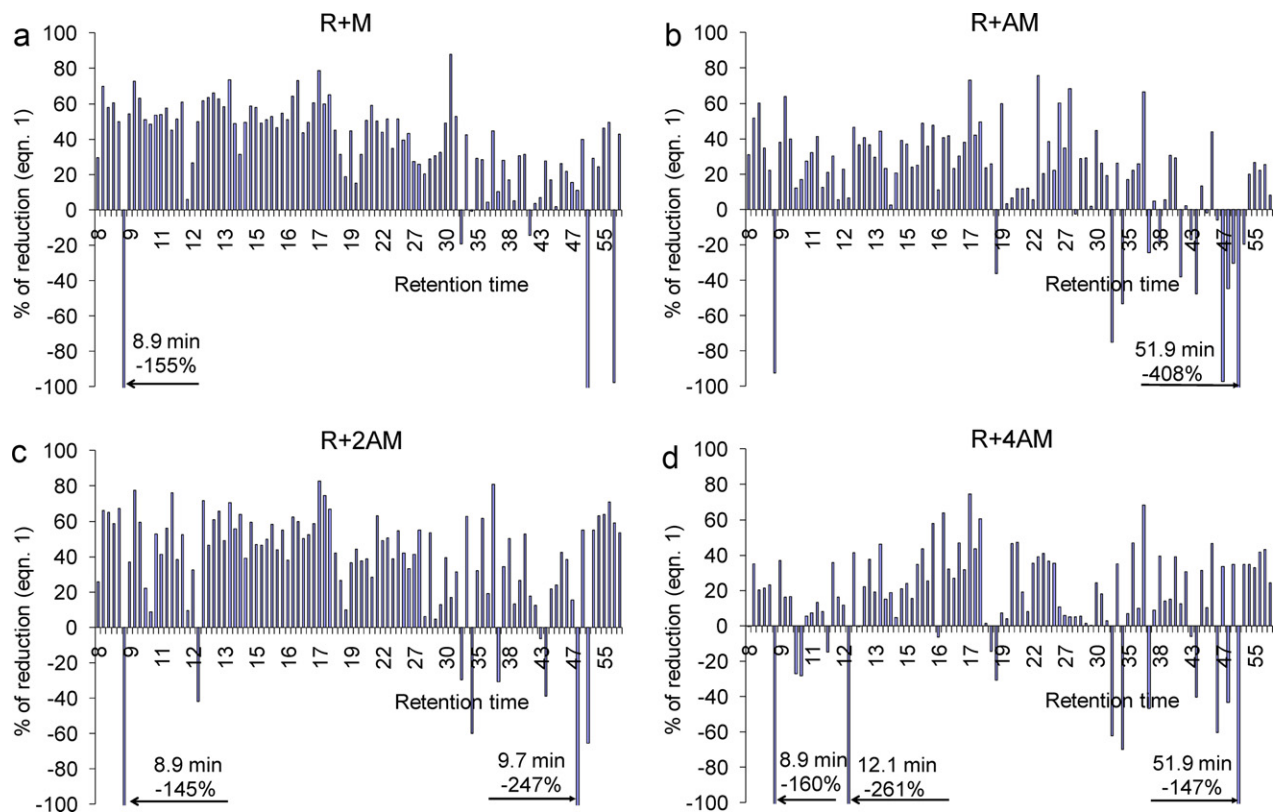 a
R+M
100
80
60
40
20
0
-20
-40
-60
-80
-100
% of reduction (eqn. 1)
8 9 11 12 13 15 16 17 19 22 27 30 35 38 43 47 55
Retention time
8.9 min
-155%
b
R+AM
100
80
60
40
20
0
-20
-40
-60
-80
-100
% of reduction (eqn. 1)
8 9 11 12 13 15 16 17 19 22 27 30 35 38 43 47 55
Retention time
51.9 min
-408%
c
R+2AM
100
80
60
40
20
0
-20
-40
-60
-80
-100
% of reduction (eqn. 1)
8 9 11 12 13 15 16 17 19 22 27 30 35 38 43 47 55
Retention time
8.9 min
-145%
9.7 min
-247%
d
R+4AM
100
80
60
40
20
0
-20
-40
-60
-80
-100
% of reduction (eqn. 1)
8 9 11 12 13 15 16 17 19 22 27 30 35 38 43 47 55
Retention time
8.9 min
-160%
12.1 min
-261%
51.9 min
-147%